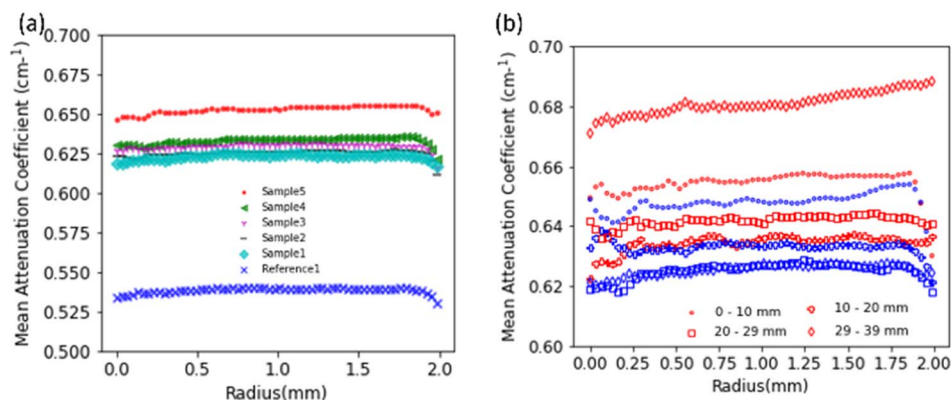 (a)
0.700
0.675
0.650
0.625
0.600
0.575
0.550
0.525
0.500
Mean Attenuation Coefficient (cm-1)
Sample5
Sample4
Sample3
Sample2
Sample1
Reference1
0.0 0.5 1.0 1.5 2.0
Radius(mm)
(b)
0.70
0.68
0.66
0.64
0.62
0.60
Mean Attenuation Coefficient (cm-1)
0 - 10 mm 10 - 20 mm
20 - 29 mm 29 - 39 mm
0.00 0.25 0.50 0.75 1.00 1.25 1.50 1.75 2.00
Radius(mm)